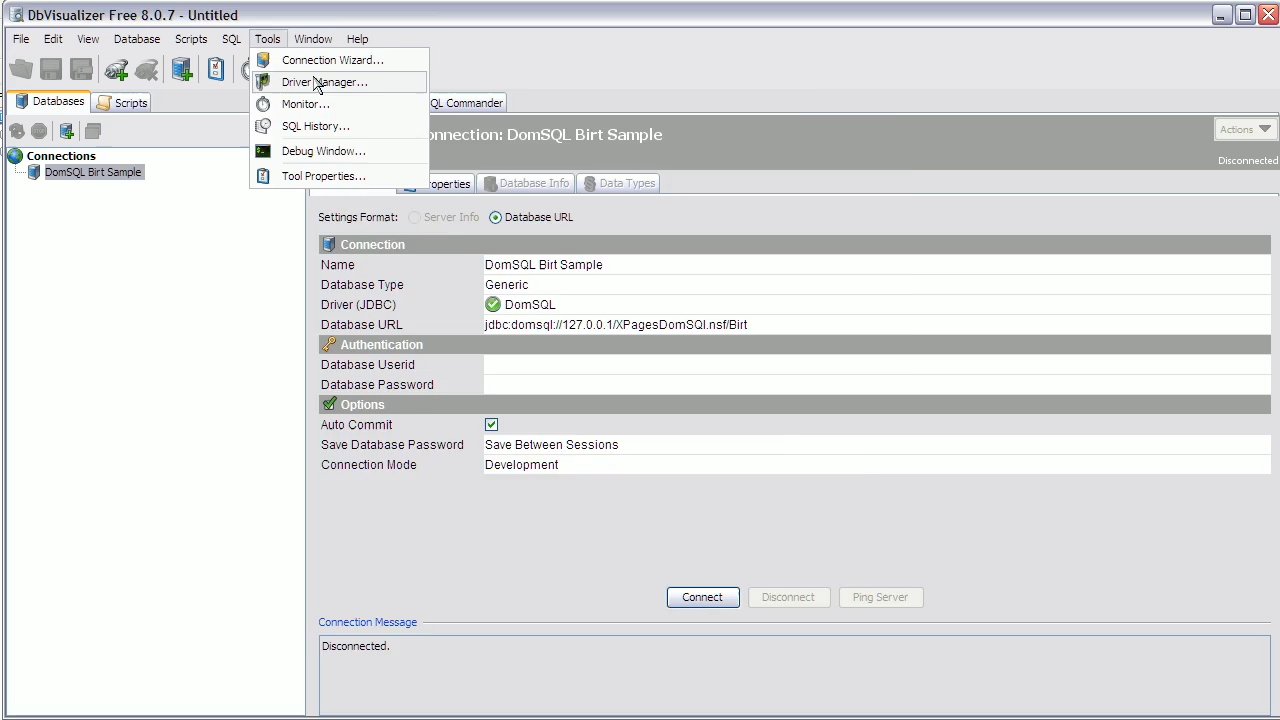 DbVisualizer Free 8.0.7 - Untitled
File Edit View Database Scripts SQL Tools Window Help
Connection Wizard...
Driver Manager...
Monitor...
SQL History...
Debug Window...
Tool Properties...
Databases Scripts
QL Commander
Connections
DomSQL Birt Sample
onnection: DomSQL Birt Sample
Actions
Disconnected
roperties Database Info Data Types
Settings Format: Server Info Database URL
Connection
Name DomSQL Birt Sample
Database Type Generic
Driver (JDBC) DomSQL
Database URL jdbc:domsql://127.0.0.1/XPagesDomSQl.nsf/Birt
Authentication
Database Userid
Database Password
Options
Auto Commit
Save Database Password Save Between Sessions
Connection Mode Development
Connect Disconnect Ping Server
Connection Message
Disconnected.